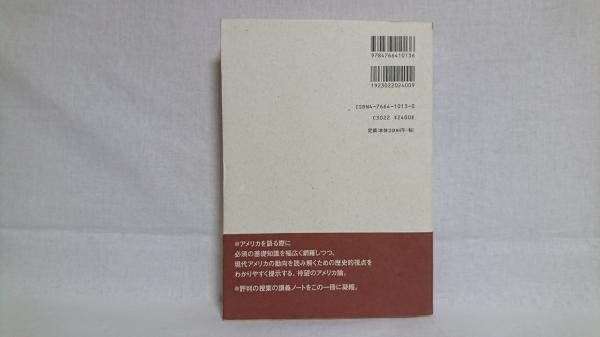 9784766410136
1923022024009
ISBN4-7664-1013-0
C3022 ¥2400E
定価(本体2400円+税)
※アメリカを語る際に
必須の基礎知識を幅広く網羅しつつ、
現代アメリカの動向を読み解くための歴史的視点を
わかりやすく提示する、待望のアメリカ論。
※評判の授業の講義ノートをこの一冊に凝縮。